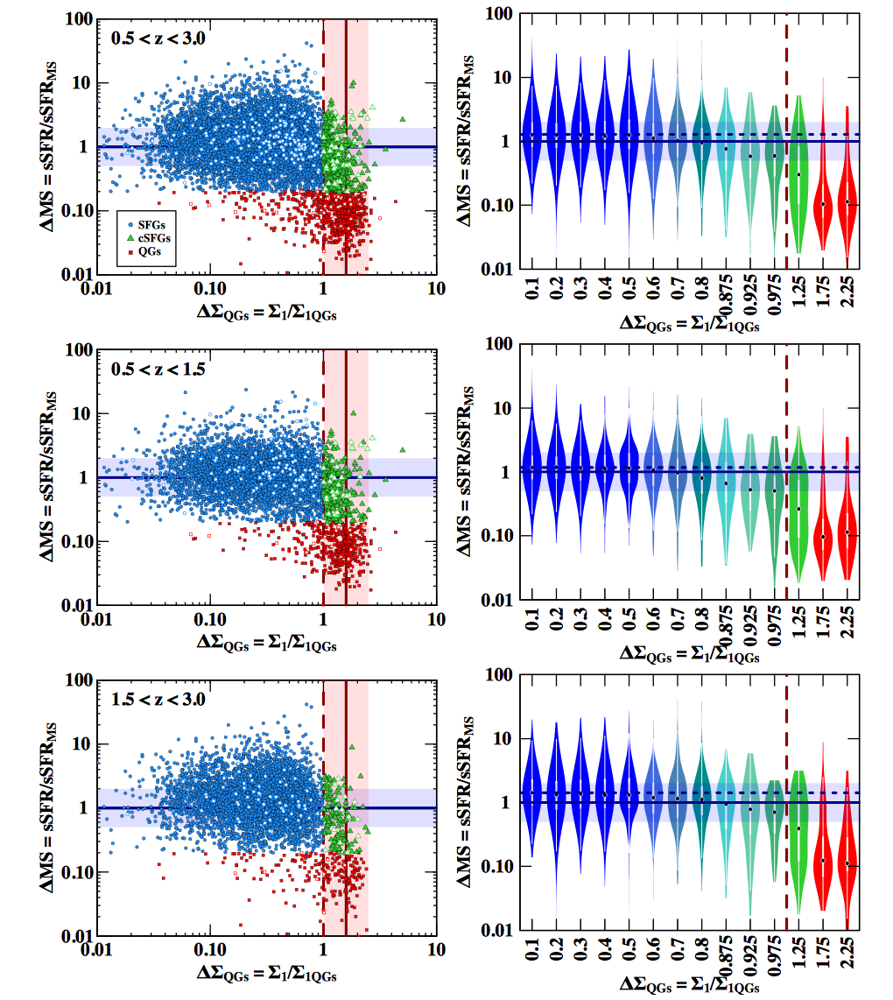 100
10
1
0.10
0.01
ΔMS = sSFR/sSFR_MS
0.5 < z < 3.0
SFGs
cSFGs
QGs
0.01 0.10 1 10
ΔΣ_QGs = Σ_1/Σ_1QGs
100
10
1
0.10
0.01
ΔMS = sSFR/sSFR_MS
0.1 0.2 0.3 0.4 0.5 0.6 0.7 0.8 0.875 0.925 0.975 1.25 1.75 2.25
ΔΣ_QGs = Σ_1/Σ_1QGs
100
10
1
0.10
0.01
ΔMS = sSFR/sSFR_MS
0.5 < z < 1.5
0.01 0.10 1 10
ΔΣ_QGs = Σ_1/Σ_1QGs
100
10
1
0.10
0.01
ΔMS = sSFR/sSFR_MS
0.1 0.2 0.3 0.4 0.5 0.6 0.7 0.8 0.875 0.925 0.975 1.25 1.75 2.25
ΔΣ_QGs = Σ_1/Σ_1QGs
100
10
1
0.10
0.01
ΔMS = sSFR/sSFR_MS
1.5 < z < 3.0
0.01 0.10 1 10
ΔΣ_QGs = Σ_1/Σ_1QGs
100
10
1
0.10
0.01
ΔMS = sSFR/sSFR_MS
0.1 0.2 0.3 0.4 0.5 0.6 0.7 0.8 0.875 0.925 0.975 1.25 1.75 2.25
ΔΣ_QGs = Σ_1/Σ_1QGs